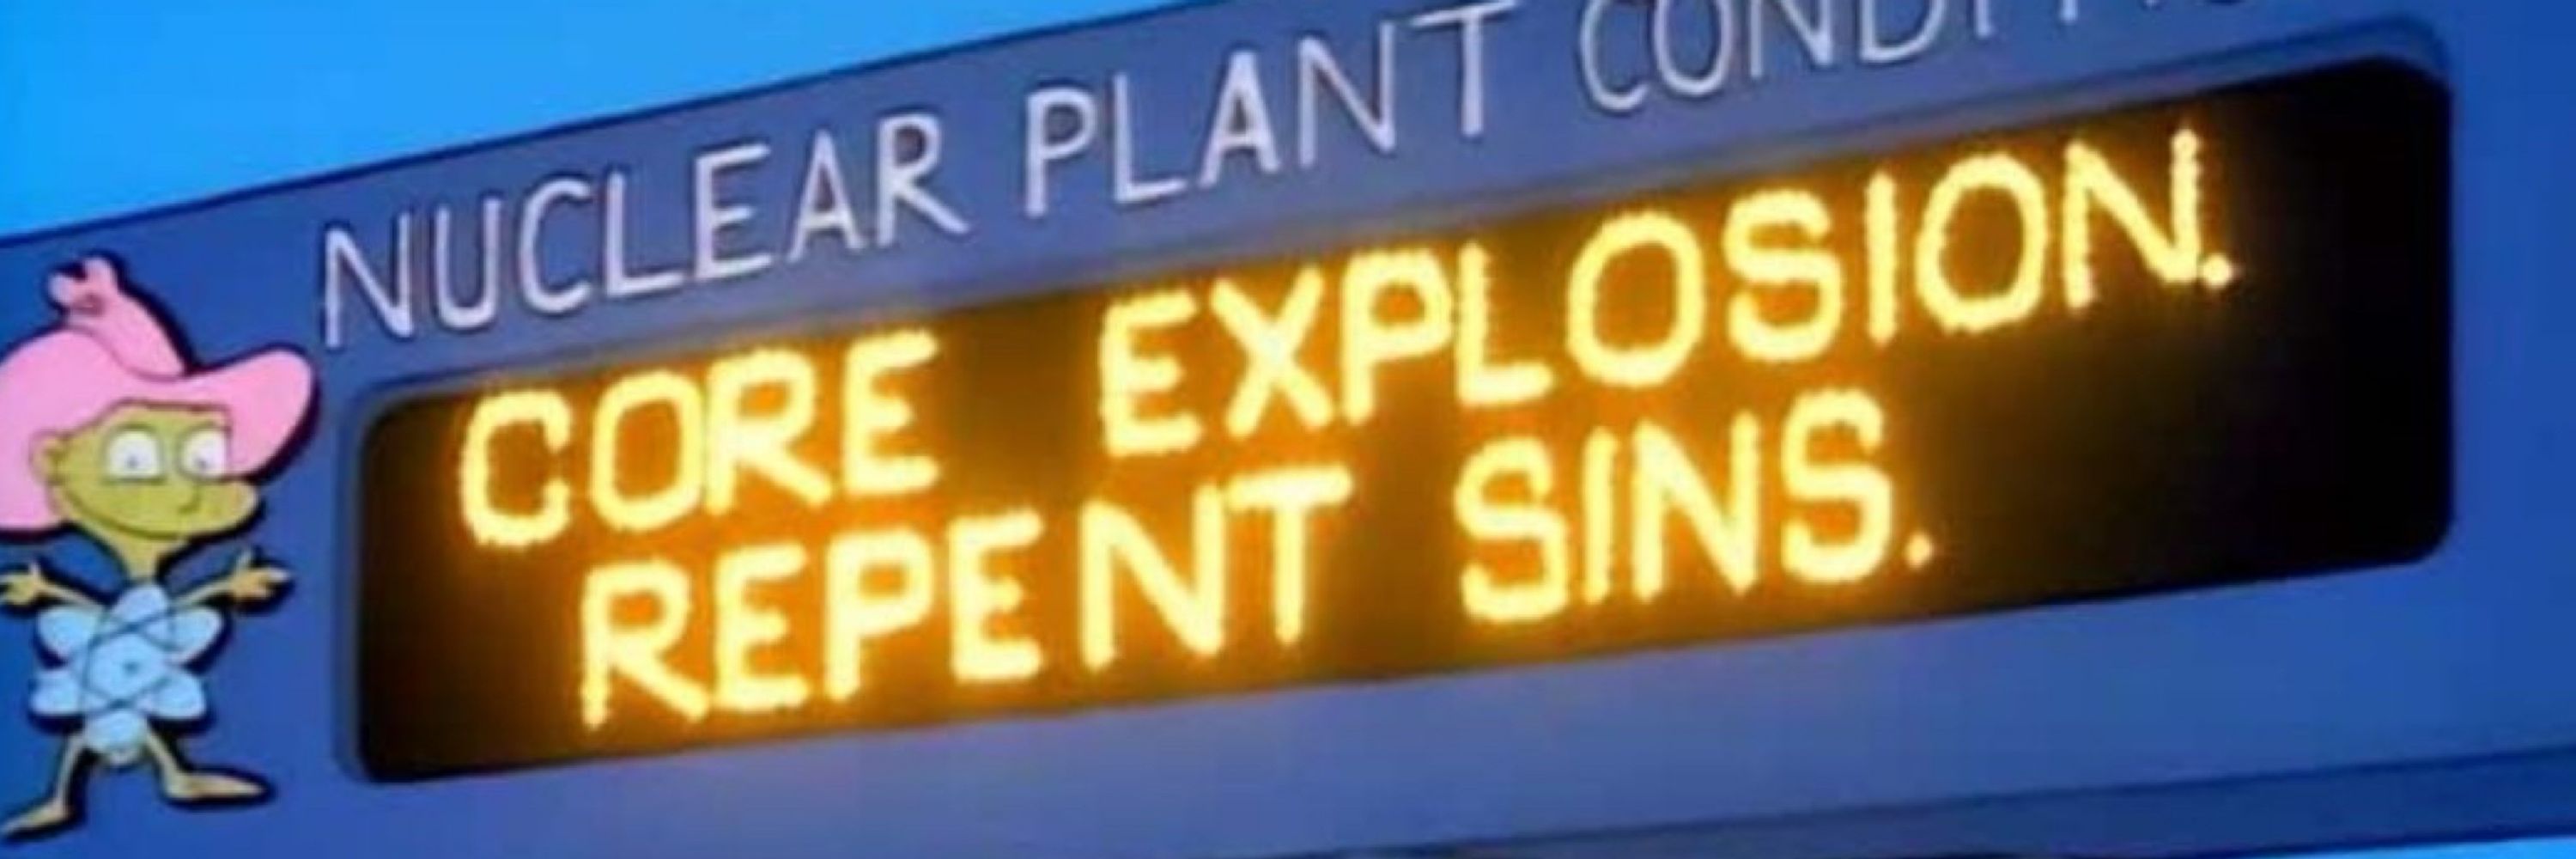 NUCLEAR PLANT
CORE EXPLOSION.
REPENT SINS.